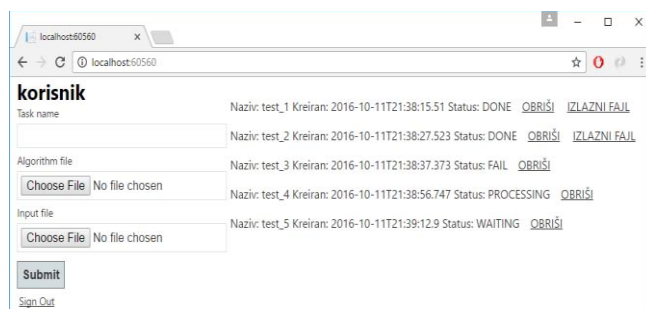 localhost:60560
localhost:60560
korisnik
Task name
Algorithm file
Choose File No file chosen
Input file
Choose File No file chosen
Submit
Sign Out
Naziv: test_1 Kreiran: 2016-10-11T21:38:15.51 Status: DONE OBRIŠI IZLAZNI FAJL
Naziv: test_2 Kreiran: 2016-10-11T21:38:27.523 Status: DONE OBRIŠI IZLAZNI FAJL
Naziv: test_3 Kreiran: 2016-10-11T21:38:37.373 Status: FAIL OBRIŠI
Naziv: test_4 Kreiran: 2016-10-11T21:38:56.747 Status: PROCESSING OBRIŠI
Naziv: test_5 Kreiran: 2016-10-11T21:39:12.9 Status: WAITING OBRIŠI